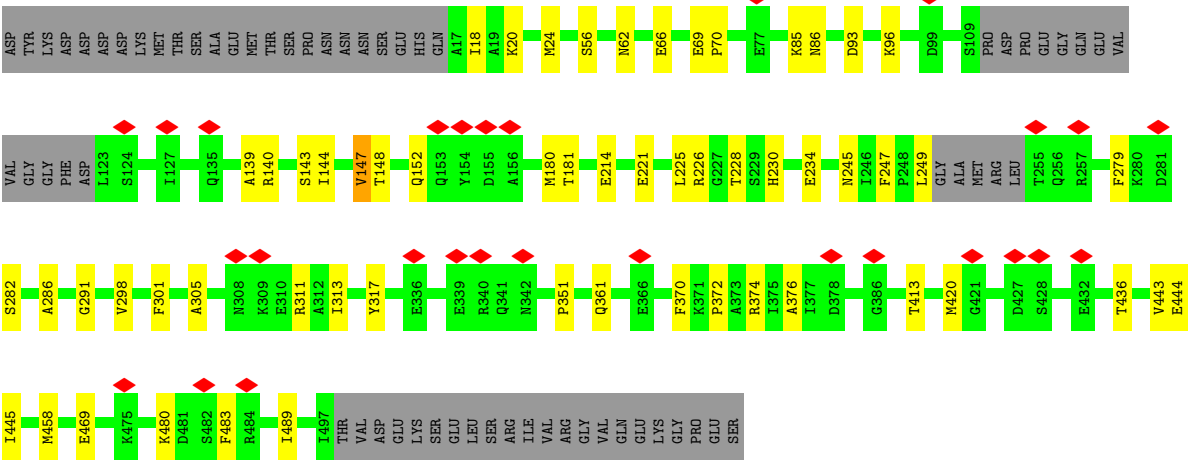 ASP TYR LYS ASP ASP ASP ASP LYS MET THR SER ALA GLU MET THR SER PRO ASN ASN ASN SER GLU HIS GLN A17 I18 A19 K20 M24 S56 N62 E66 E69 P70 E77 K85 N86 D93 K96 D99 S109 PRO ASP PRO GLU GLY GLN GLU VAL
VAL GLY GLY PHE ASP L123 S124 I127 Q135 A139 R140 S143 I144 V147 T148 Q152 Q153 Y154 D155 A156 M180 T181 E214 E221 L225 R226 G227 T228 S229 H230 E234 N245 I246 F247 P248 L249 GLY ALA MET ARG LEU T255 Q256 R257 F279 K280 D281
S282 A286 G291 V298 F301 A305 N308 K309 E310 R311 A312 I313 Y317 E336 E339 R340 Q341 N342 P351 Q361 E366 F370 K371 P372 A373 R374 I375 A376 I377 D378 G386 T413 M420 G421 D427 S428 E432 T436 V443 E444
I445 M458 E469 K475 K480 D481 S482 F483 R484 I489 I497 THR VAL ASP GLU LYS SER GLU LEU SER ARG ILE VAL ARG GLY VAL GLN GLU LYS GLY PRO GLU SER